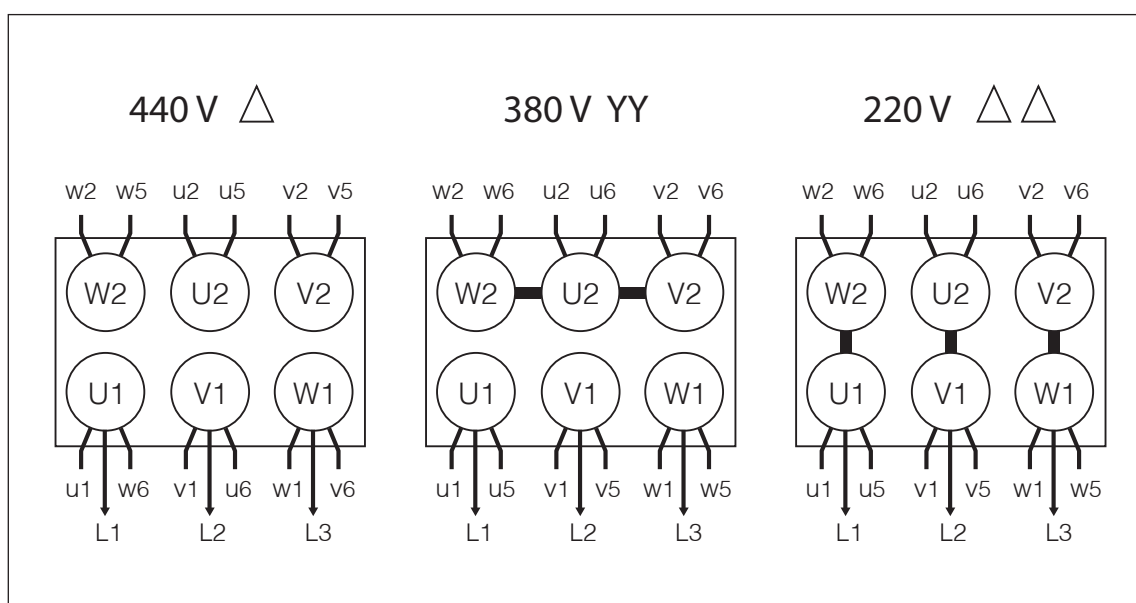 440 V △ 380 V YY 220 V △ △
w2 w5 u2 u5 v2 v5 w2 w6 u2 u6 v2 v6 w2 w6 u2 u6 v2 v6
W2 U2 V2 W2 U2 V2 W2 U2 V2
U1 V1 W1 U1 V1 W1 U1 V1 W1
u1 w6 v1 u6 w1 v6 u1 u5 v1 v5 w1 w5 u1 u5 v1 v5 w1 w5
L1 L2 L3 L1 L2 L3 L1 L2 L3